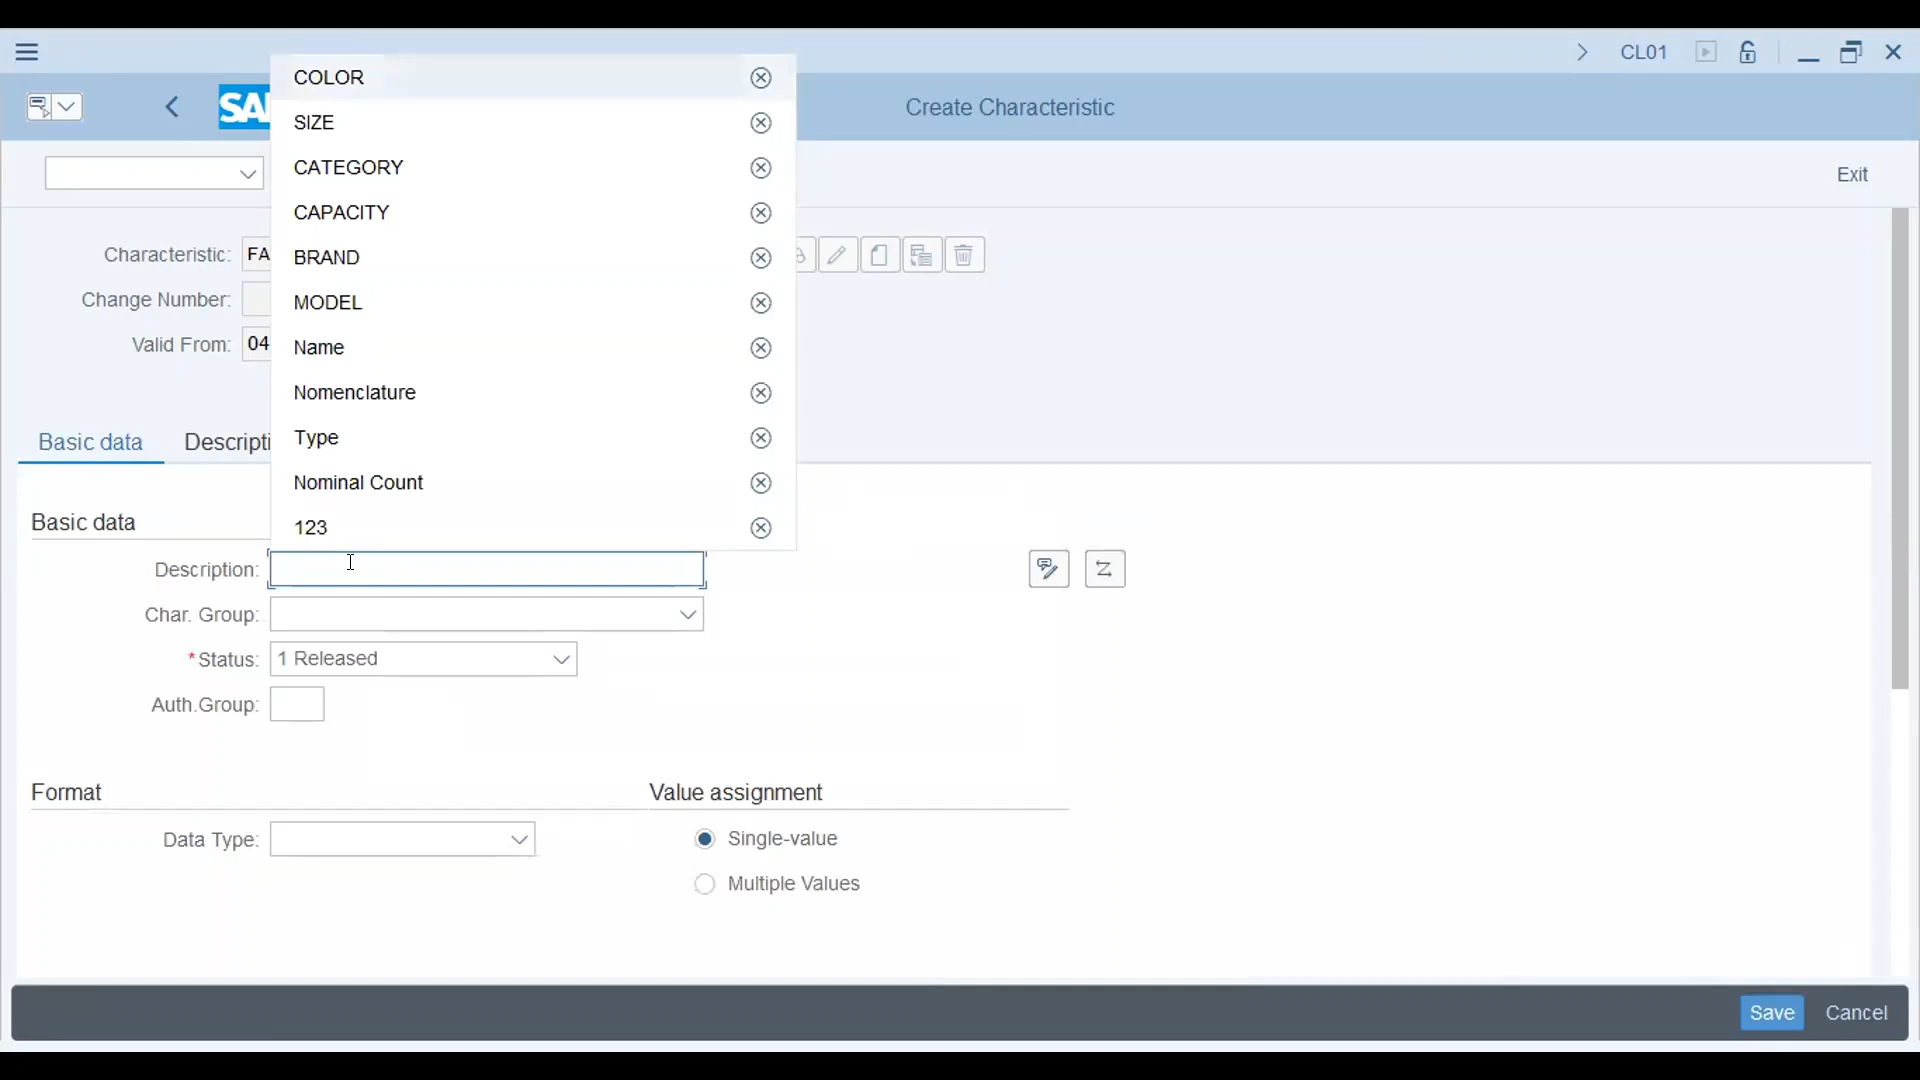 CL01
SA
Create Characteristic
Exit
Characteristic: FA
Change Number:
Valid From: 04
COLOR
SIZE
CATEGORY
CAPACITY
BRAND
MODEL
Name
Nomenclature
Type
Nominal Count
123
Basic data Descripti
Basic data
Description:
Char. Group:
*Status: 1 Released
Auth.Group:
Format Value assignment
Data Type: Single-value
Multiple Values
Save Cancel